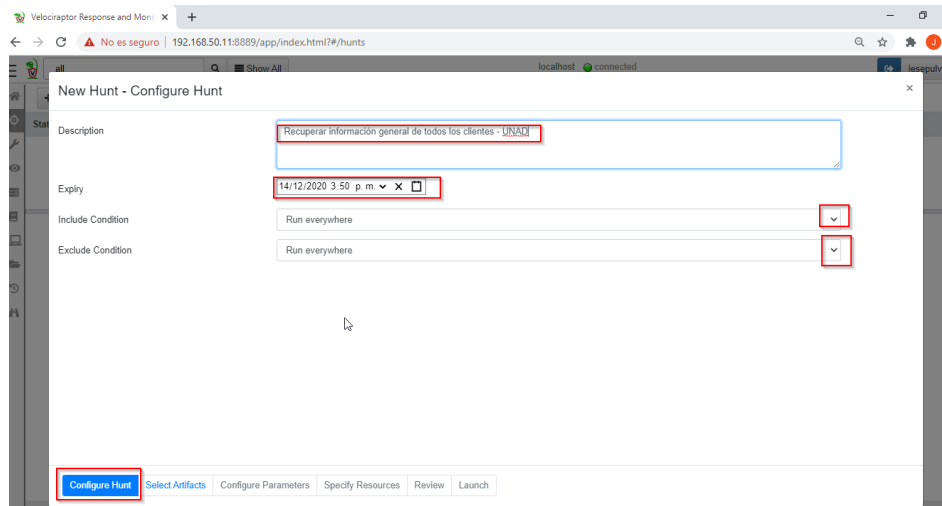 Velociraptor Response and Moni
No es seguro 192.168.50.11:8889/app/index.html?#/hunts
all Show All localhost connected
New Hunt - Configure Hunt
Description Recuperar información general de todos los clientes - UNAD
Expiry 14/12/2020 3:50 p. m.
Include Condition Run everywhere
Exclude Condition Run everywhere
Configure Hunt Select Artifacts Configure Parameters Specify Resources Review Launch